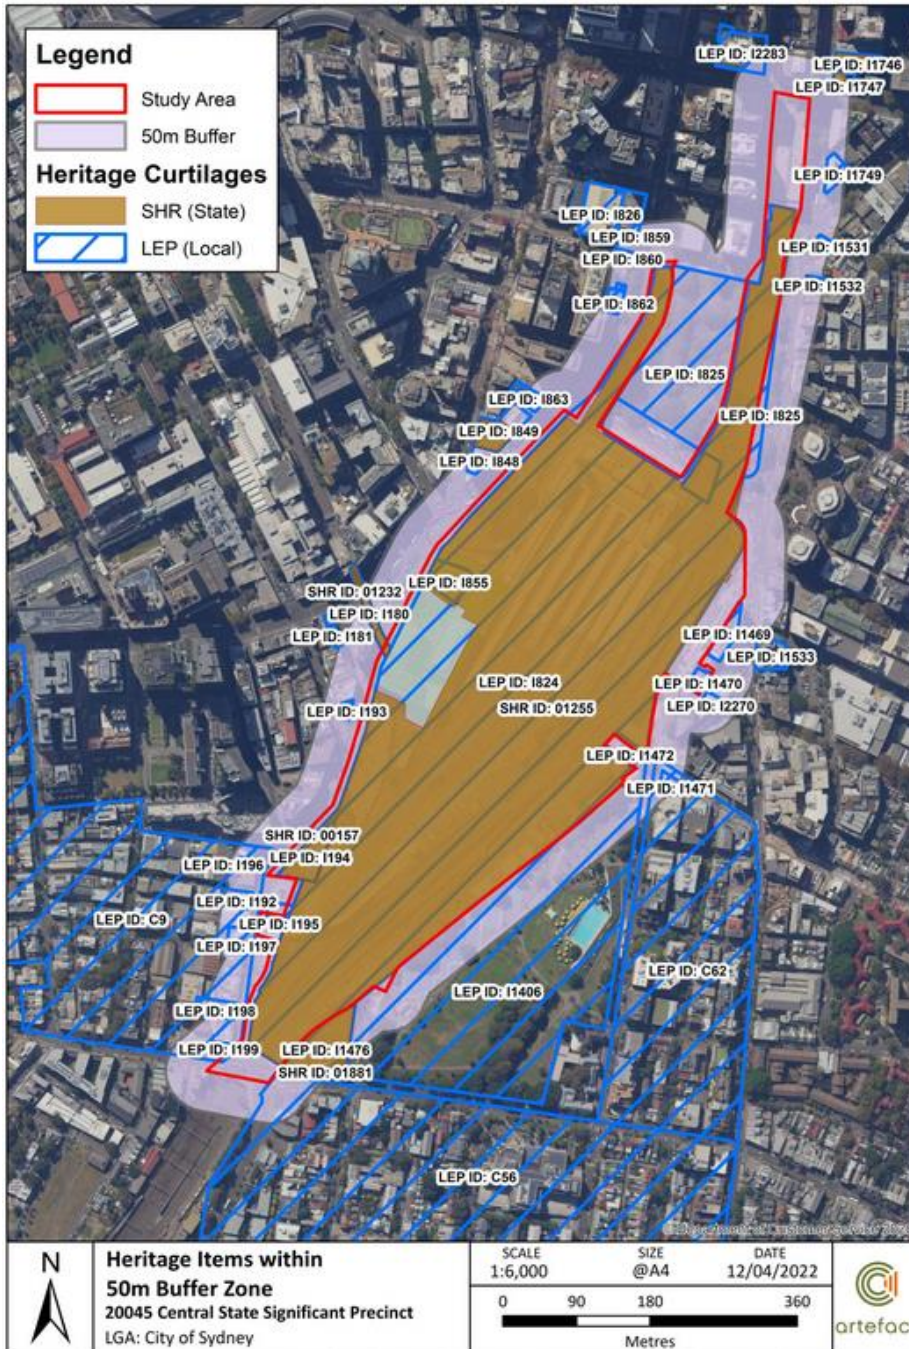 Legend
Study Area
50m Buffer
Heritage Curtilages
SHR (State)
LEP (Local)
LEP ID: I2283
LEP ID: I1746
LEP ID: I1747
LEP ID: I1749
LEP ID: I826
LEP ID: I859
LEP ID: I1531
LEP ID: I860
LEP ID: I1532
LEP ID: I862
LEP ID: I825
LEP ID: I863
LEP ID: I825
LEP ID: I849
LEP ID: I848
LEP ID: I855
SHR ID: 01232
LEP ID: I180
LEP ID: I181
LEP ID: I1469
LEP ID: I1533
LEP ID: I824
LEP ID: I1470
SHR ID: 01255
LEP ID: I2270
LEP ID: I193
LEP ID: I1472
LEP ID: I1471
SHR ID: 00157
LEP ID: I194
LEP ID: I196
LEP ID: I192
LEP ID: C9
LEP ID: I195
LEP ID: I197
LEP ID: C62
LEP ID: I1406
LEP ID: I198
LEP ID: I199
LEP ID: I1476
SHR ID: 01881
LEP ID: C56
© Department of Customer Service
N
Heritage Items within
50m Buffer Zone
20045 Central State Significant Precinct
LGA: City of Sydney
SCALE
1:6,000
SIZE
@A4
DATE
12/04/2022
0 90 180 360
Metres
artefac